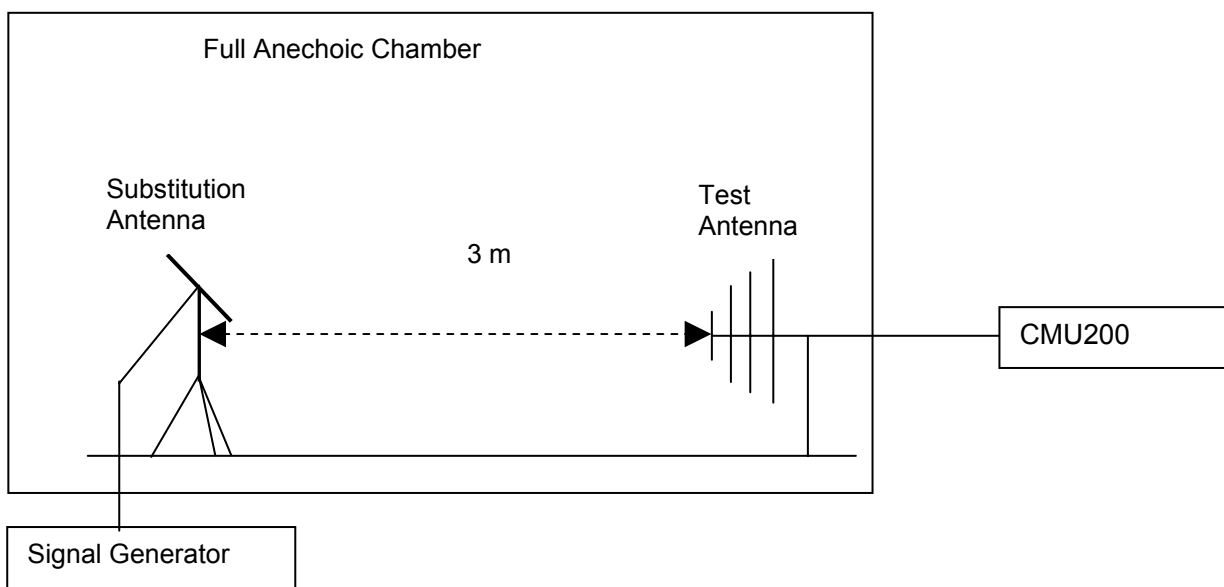 Full Anechoic Chamber
Substitution
Antenna
Test
Antenna
3 m
CMU200
Signal Generator